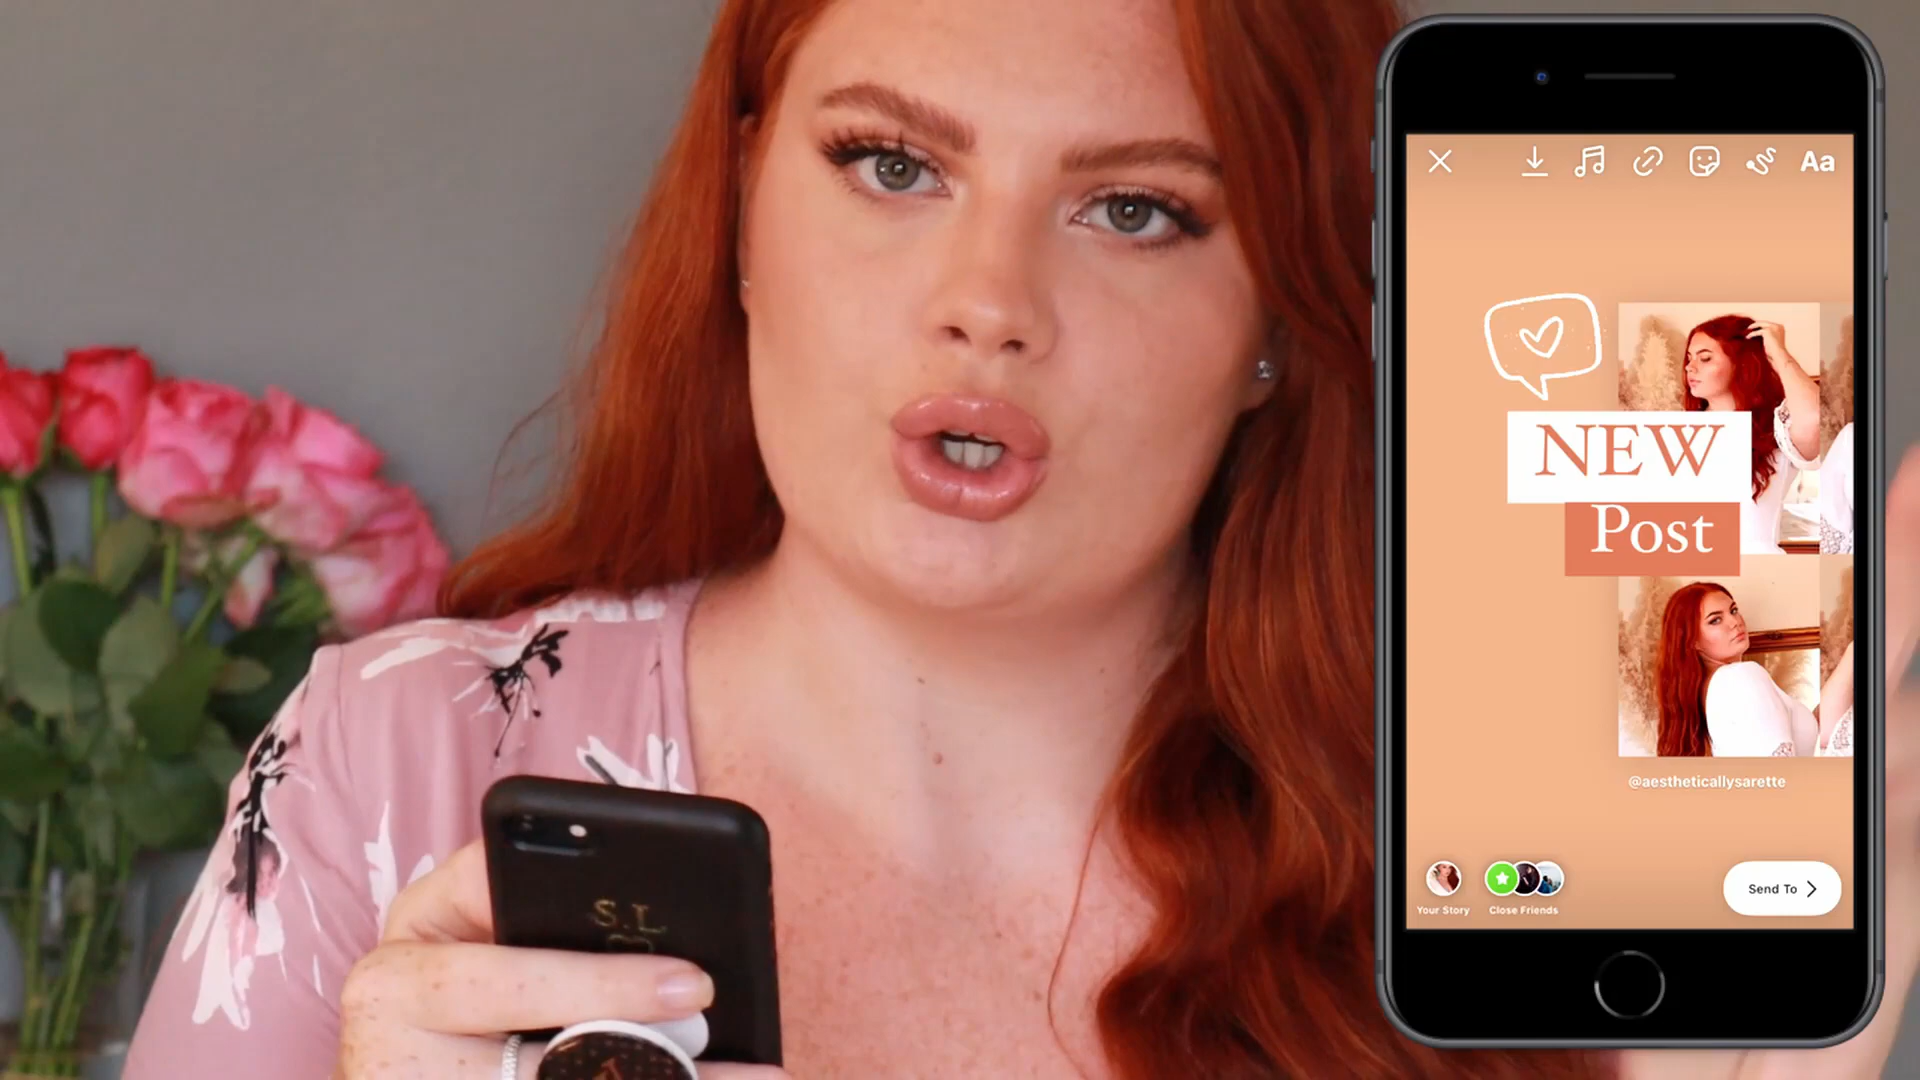 Aa
NEW
Post
@aestheticallysarette
Your Story
Close Friends
Send To
S.L